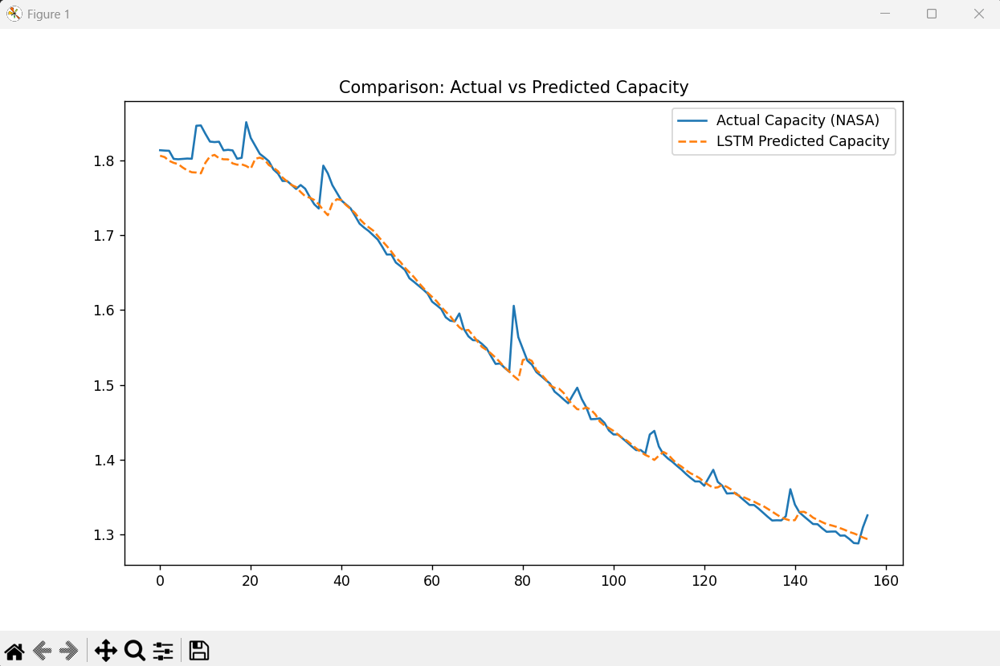 Figure 1
Comparison: Actual vs Predicted Capacity
Actual Capacity (NASA)
LSTM Predicted Capacity
1.8
1.7
1.6
1.5
1.4
1.3
0 20 40 60 80 100 120 140 160